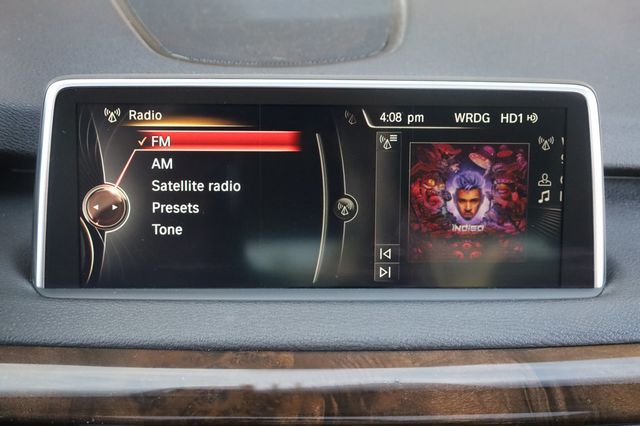 Radio
4:08 pm WRDG HD1
FM
AM
Satellite radio
Presets
Tone
INDIGO